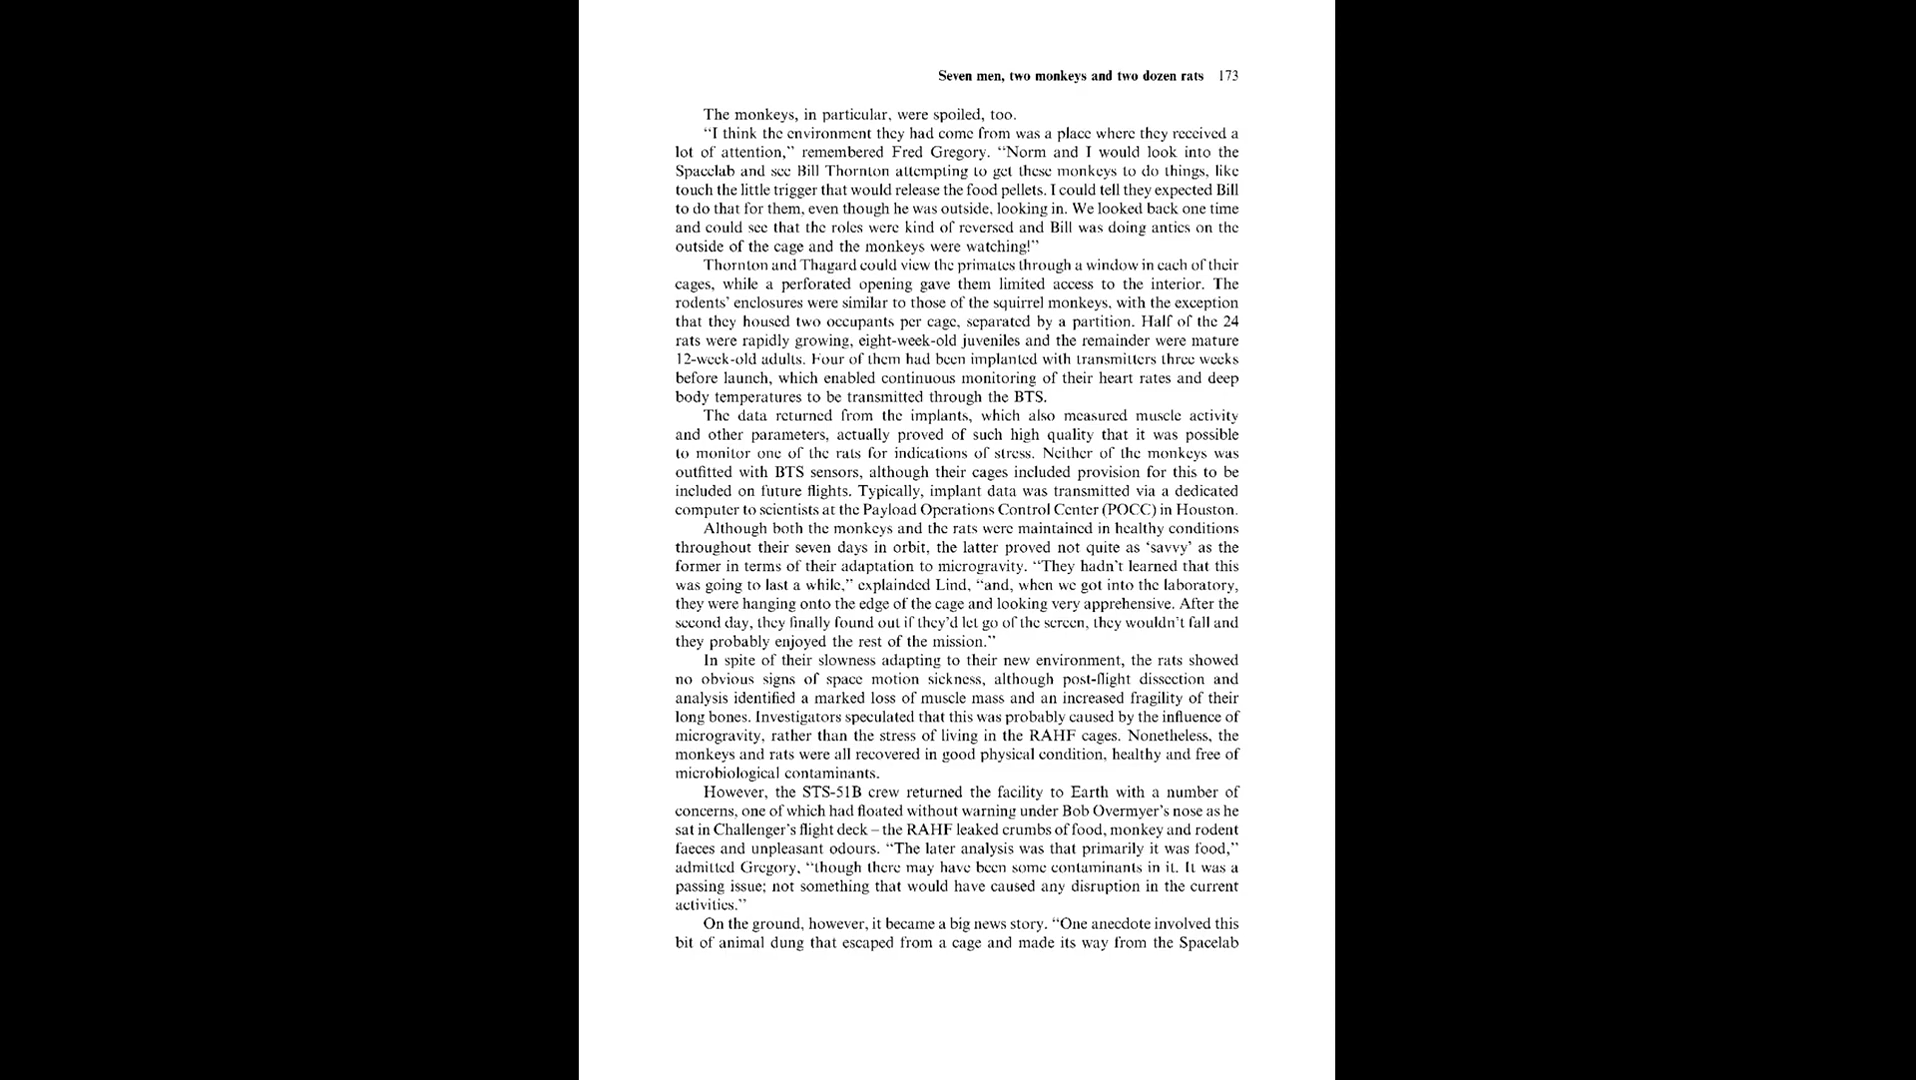 Seven men, two monkeys and two dozen rats 173
The monkeys, in particular, were spoiled, too.
“I think the environment they had come from was a place where they received a
lot of attention,” remembered Fred Gregory. “Norm and I would look into the
Spacelab and see Bill Thornton attempting to get these monkeys to do things, like
touch the little trigger that would release the food pellets. I could tell they expected Bill
to do that for them, even though he was outside, looking in. We looked back one time
and could see that the roles were kind of reversed and Bill was doing antics on the
outside of the cage and the monkeys were watching!”
Thornton and Thagard could view the primates through a window in each of their
cages, while a perforated opening gave them limited access to the interior. The
rodents’ enclosures were similar to those of the squirrel monkeys, with the exception
that they housed two occupants per cage, separated by a partition. Half of the 24
rats were rapidly growing, eight-week-old juveniles and the remainder were mature
12-week-old adults. Four of them had been implanted with transmitters three weeks
before launch, which enabled continuous monitoring of their heart rates and deep
body temperatures to be transmitted through the BTS.
The data returned from the implants, which also measured muscle activity
and other parameters, actually proved of such high quality that it was possible
to monitor one of the rats for indications of stress. Neither of the monkeys was
outfitted with BTS sensors, although their cages included provision for this to be
included on future flights. Typically, implant data was transmitted via a dedicated
computer to scientists at the Payload Operations Control Center (POCC) in Houston.
Although both the monkeys and the rats were maintained in healthy conditions
throughout their seven days in orbit, the latter proved not quite as ‘savvy’ as the
former in terms of their adaptation to microgravity. “They hadn’t learned that this
was going to last a while,” explainded Lind, “and, when we got into the laboratory,
they were hanging onto the edge of the cage and looking very apprehensive. After the
second day, they finally found out if they’d let go of the screen, they wouldn’t fall and
they probably enjoyed the rest of the mission.”
In spite of their slowness adapting to their new environment, the rats showed
no obvious signs of space motion sickness, although post-flight dissection and
analysis identified a marked loss of muscle mass and an increased fragility of their
long bones. Investigators speculated that this was probably caused by the influence of
microgravity, rather than the stress of living in the RAHF cages. Nonetheless, the
monkeys and rats were all recovered in good physical condition, healthy and free of
microbiological contaminants.
However, the STS-51B crew returned the facility to Earth with a number of
concerns, one of which had floated without warning under Bob Overmyer’s nose as he
sat in Challenger’s flight deck – the RAHF leaked crumbs of food, monkey and rodent
faeces and unpleasant odours. “The later analysis was that primarily it was food,”
admitted Gregory, “though there may have been some contaminants in it. It was a
passing issue; not something that would have caused any disruption in the current
activities.”
On the ground, however, it became a big news story. “One anecdote involved this
bit of animal dung that escaped from a cage and made its way from the Spacelab